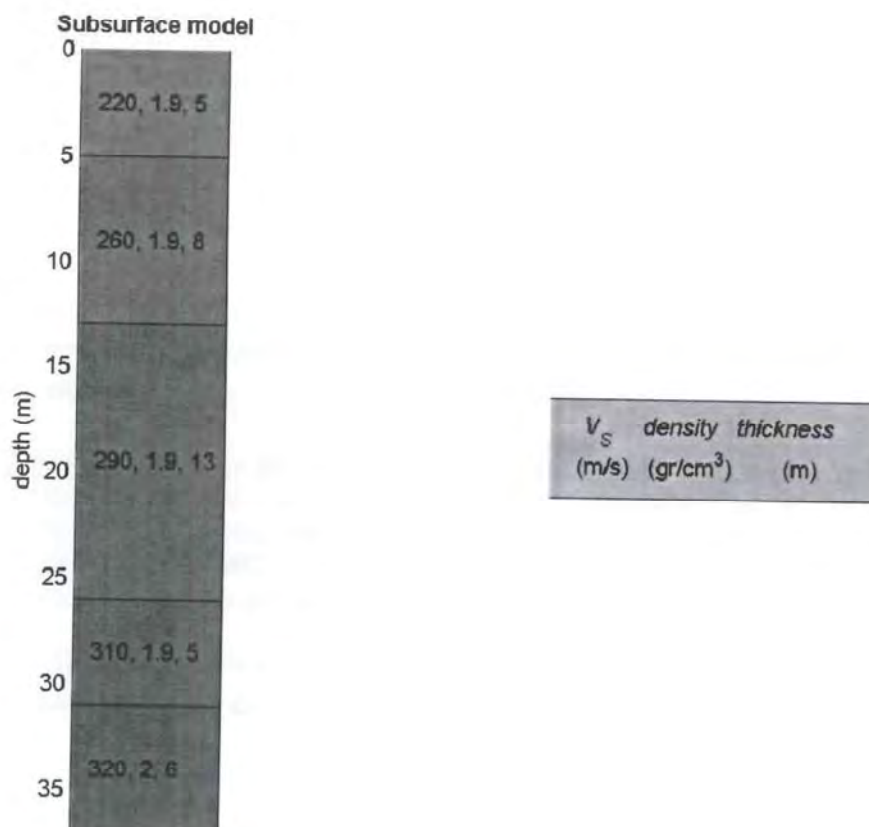 Subsurface model
0
220, 1.9, 5
5
260, 1.9, 8
10
15
290, 1.9, 13
20
depth (m)
25
310, 1.9, 5
30
320, 2, 6
35
V_S density thickness
(m/s) (gr/cm³) (m)